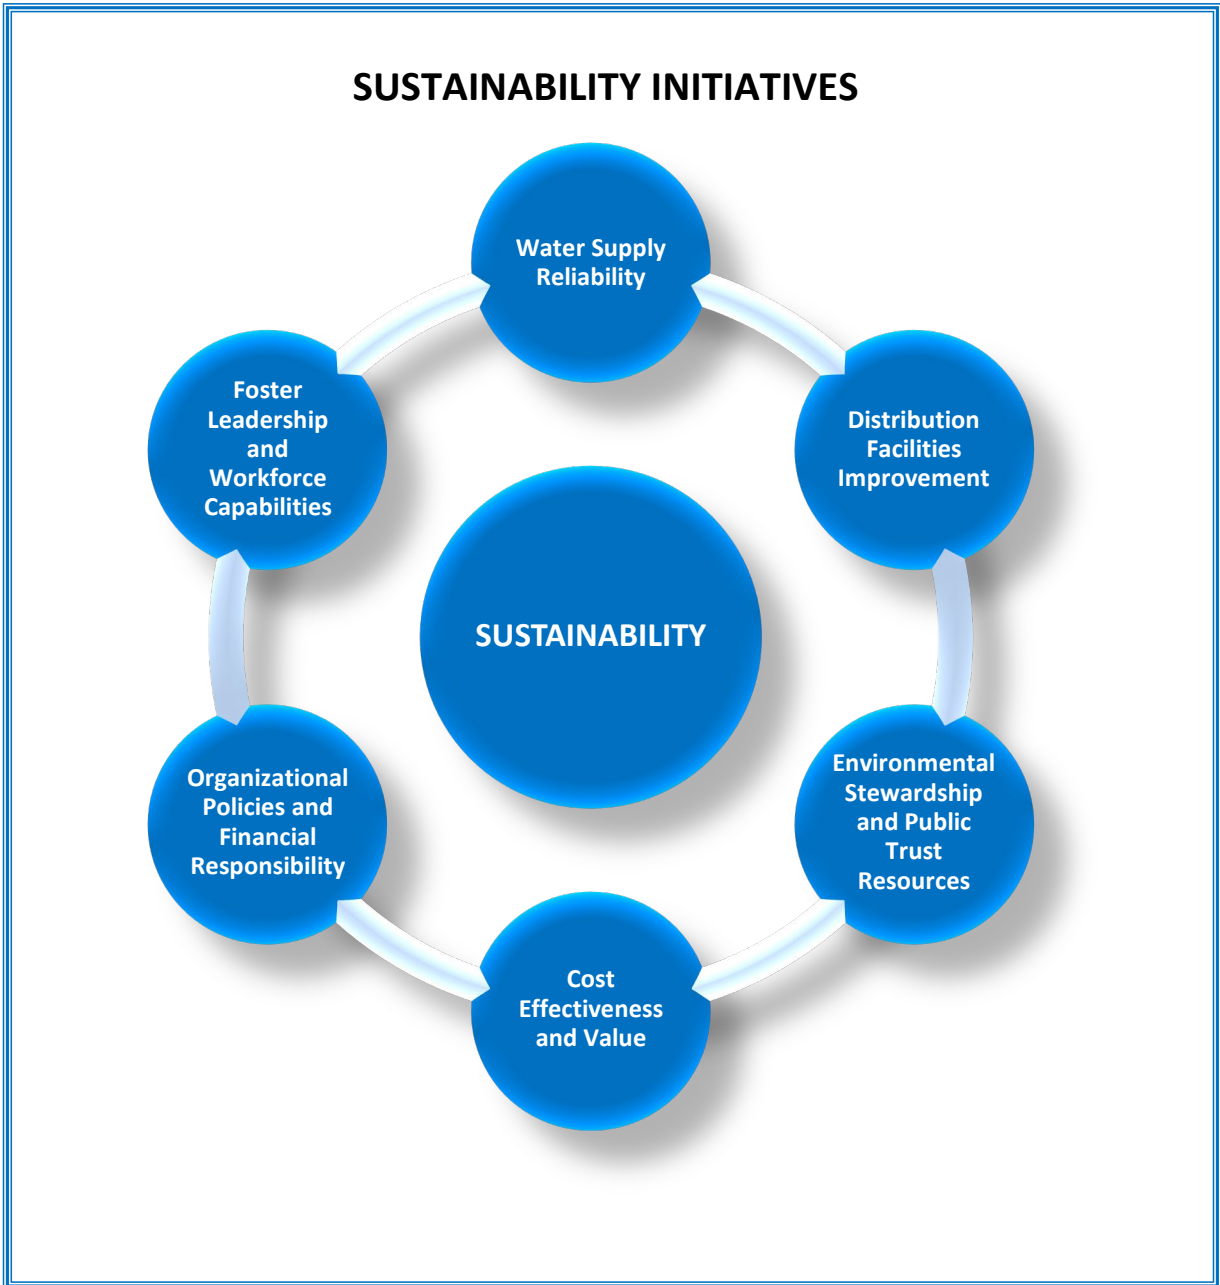 SUSTAINABILITY INITIATIVES
Water Supply
Reliability
Distribution
Facilities
Improvement
Environmental
Stewardship
and Public
Trust
Resources
Cost
Effectiveness
and Value
Organizational
Policies and
Financial
Responsibility
Foster
Leadership
and
Workforce
Capabilities
SUSTAINABILITY